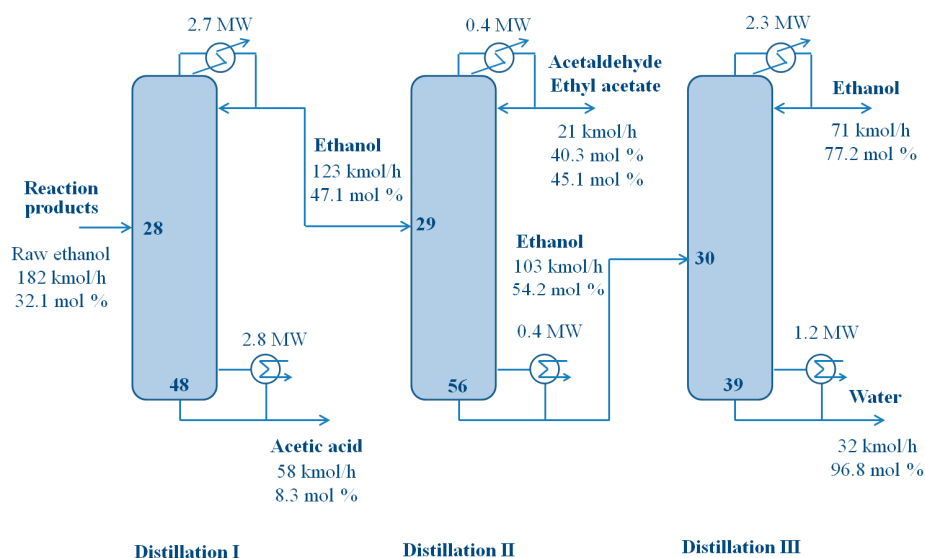 2.7 MW
0.4 MW
2.3 MW
Acetaldehyde
Ethyl acetate
21 kmol/h
40.3 mol %
45.1 mol %
Ethanol
71 kmol/h
77.2 mol %
Ethanol
123 kmol/h
47.1 mol %
Reaction
products
Raw ethanol
182 kmol/h
32.1 mol %
28
29
30
Ethanol
103 kmol/h
54.2 mol %
2.8 MW
0.4 MW
1.2 MW
48
56
39
Acetic acid
58 kmol/h
8.3 mol %
Water
32 kmol/h
96.8 mol %
Distillation I
Distillation II
Distillation III